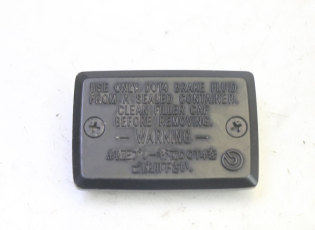 USE ONLY DOT4 BRAKE FLUID
FROM A SEALED CONTAINER.
CLEAN FILLER CAP
BEFORE REMOVING.
WARNING